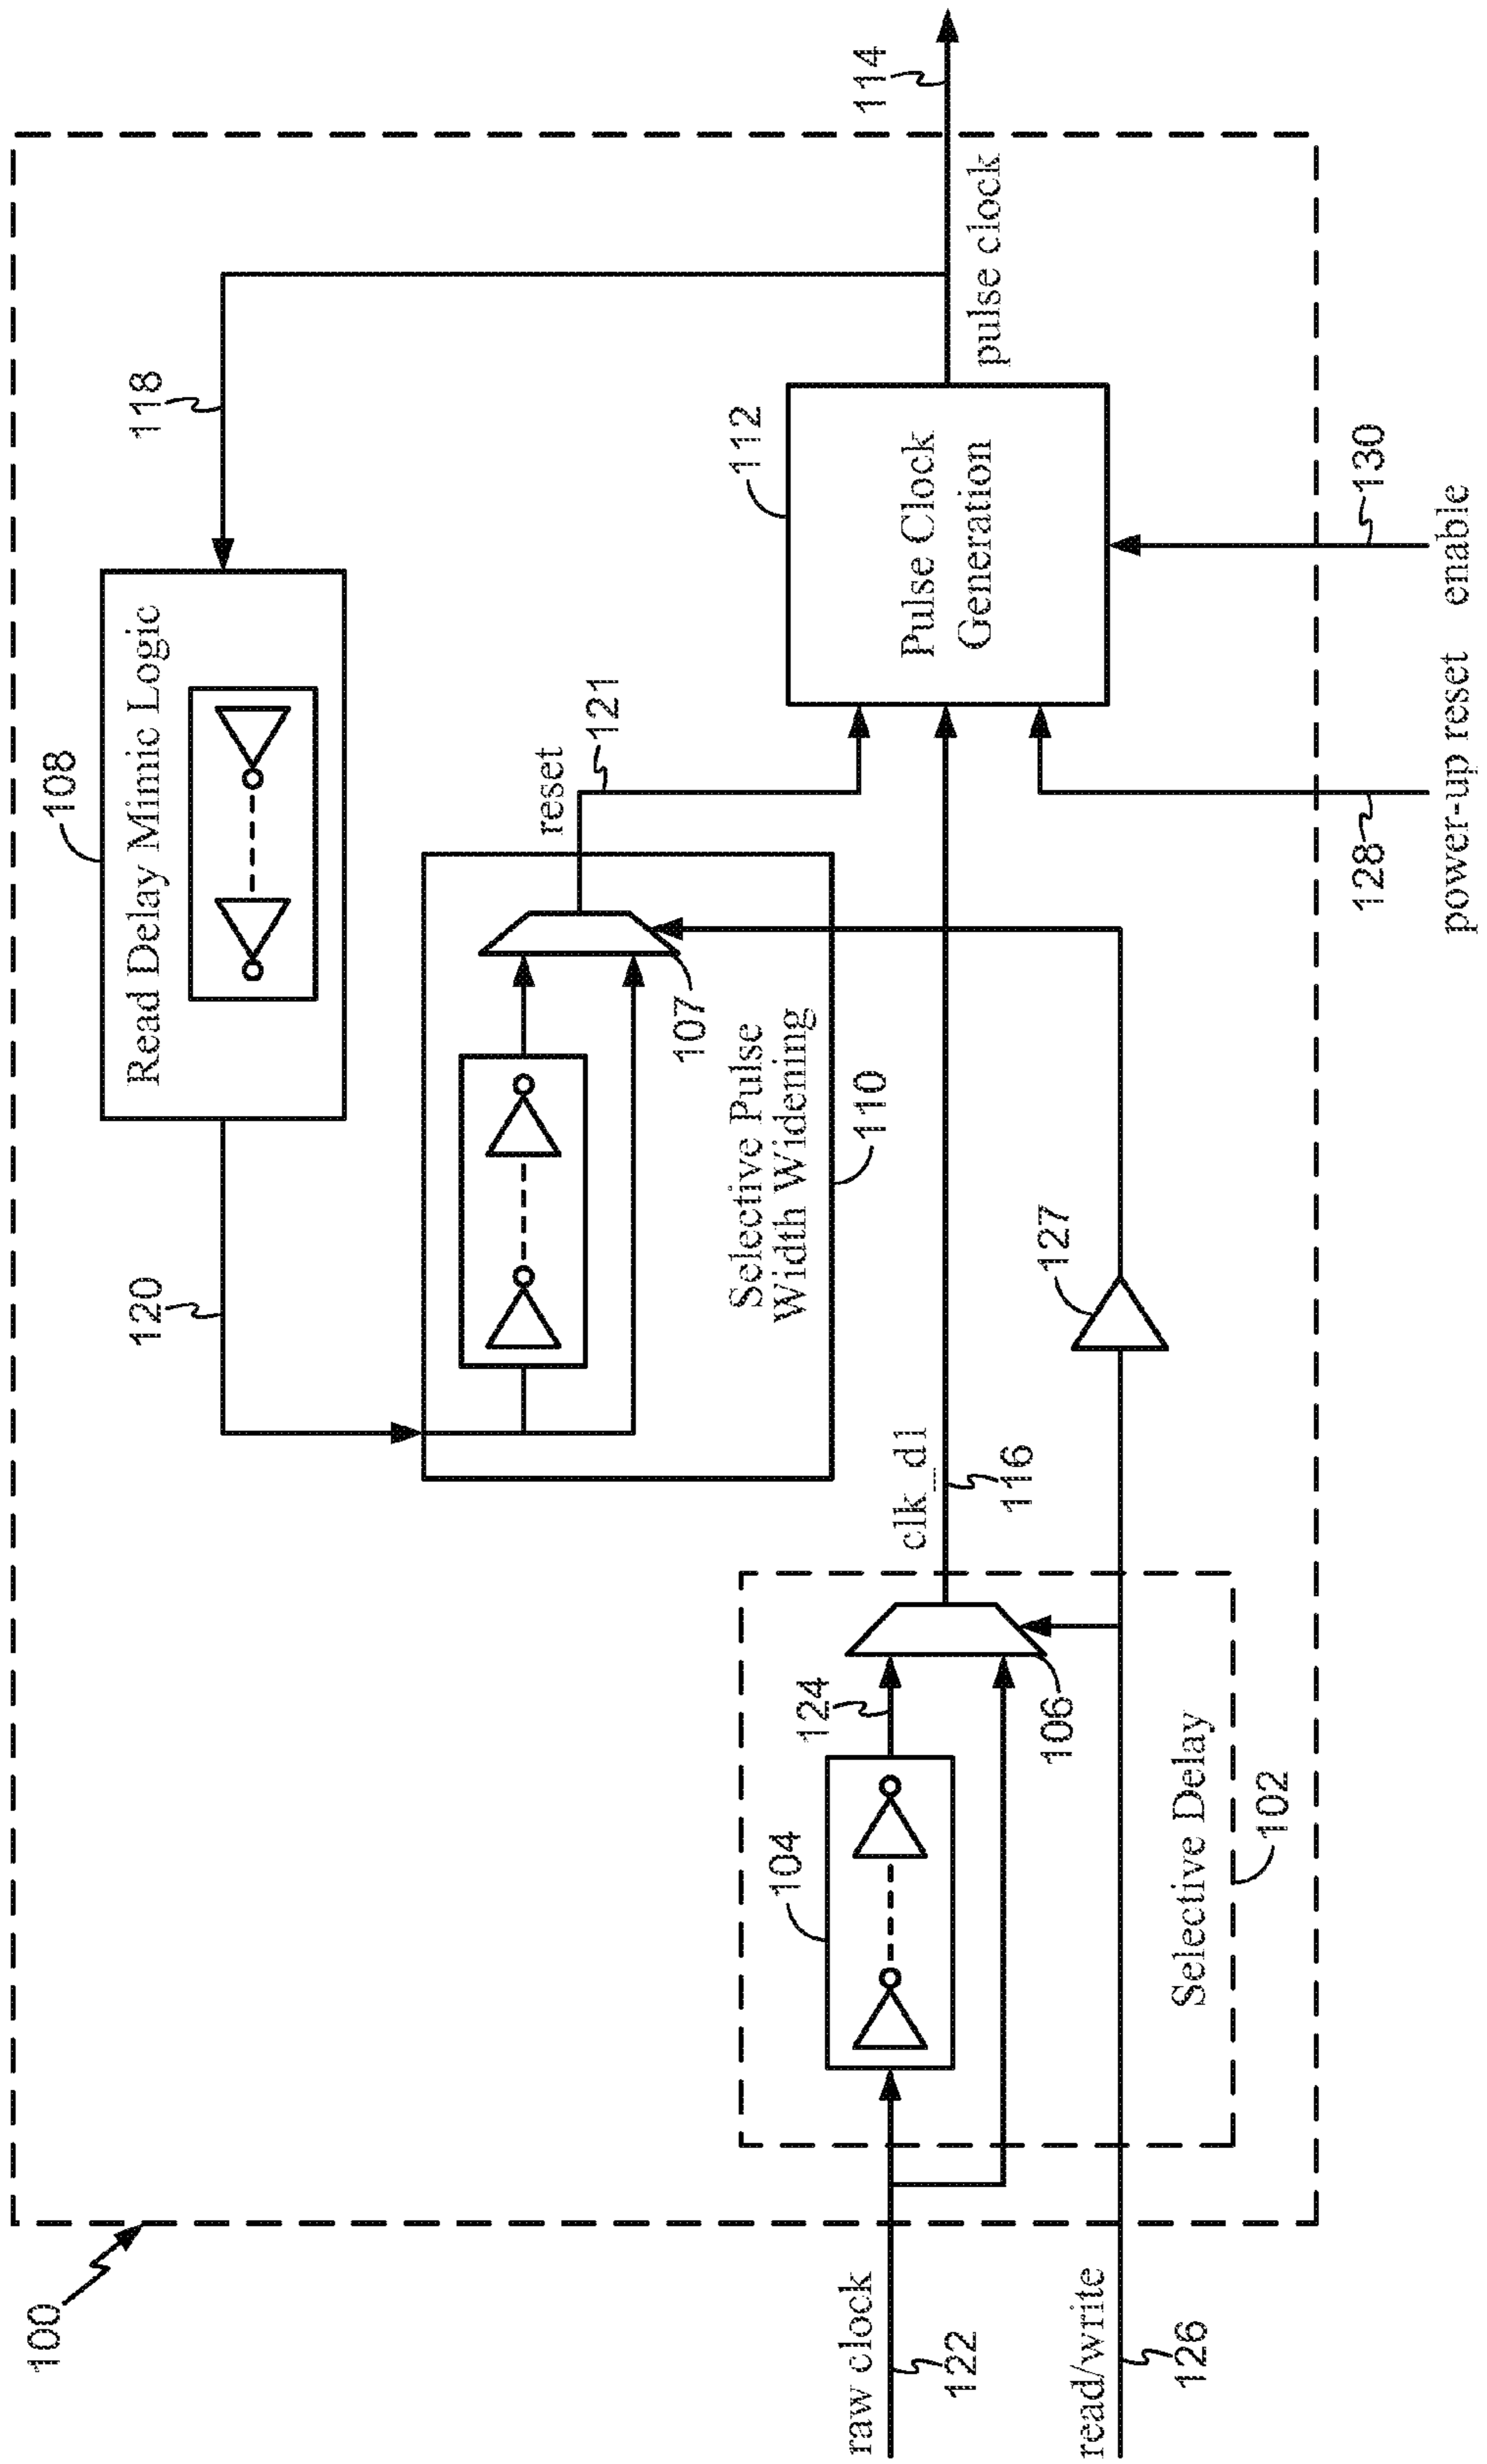 100
108
Read Delay Mimic Logic
118
120
reset
121
107
Selective Pulse
Width Widening
110
112
Pulse Clock
Generation
pulse clock
114
clk_d1
116
104
124
106
Selective Delay
102
127
raw clock
122
read/write
126
128
power-up reset
130
enable